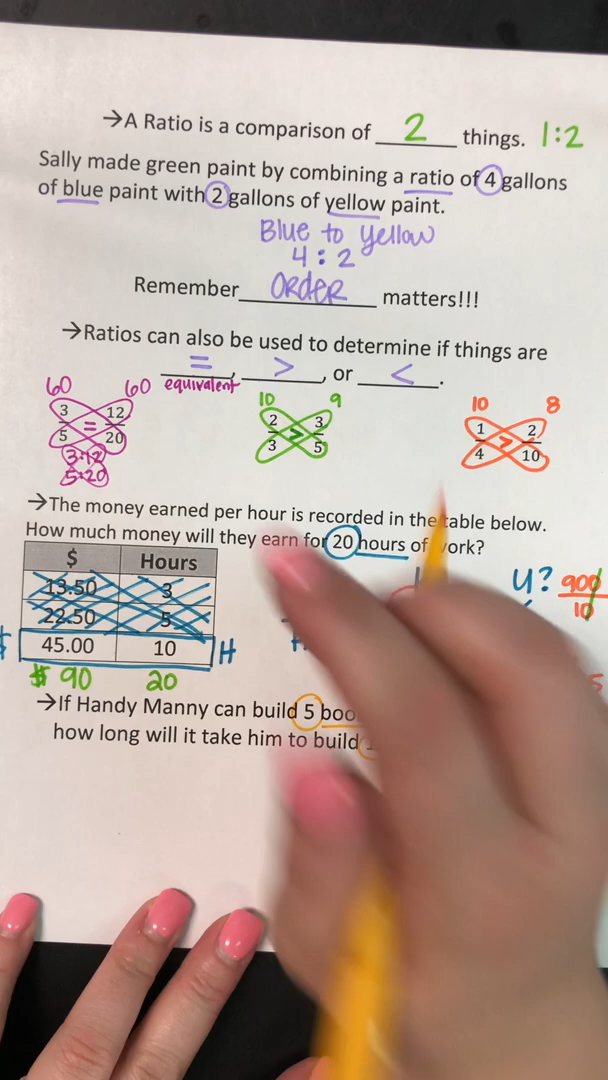 →A Ratio is a comparison of 2 things. 1:2
Sally made green paint by combining a ratio of 4 gallons
of blue paint with 2 gallons of yellow paint.
Blue to Yellow
4:2
Remember ORDER matters!!!
→Ratios can also be used to determine if things are
=, >, or <.
equivalent
60 60 10 9 10 8
3/5 = 12/20 2/3 > 3/5 1/4 > 2/10
3·12
5·20
→The money earned per hour is recorded in the table below.
How much money will they earn for 20 hours of work?
$ Hours
13.50 3
22.50 5
45.00 10 H
$ 90 20
u? 900/10
→If Handy Manny can build 5
how long will it take him to build